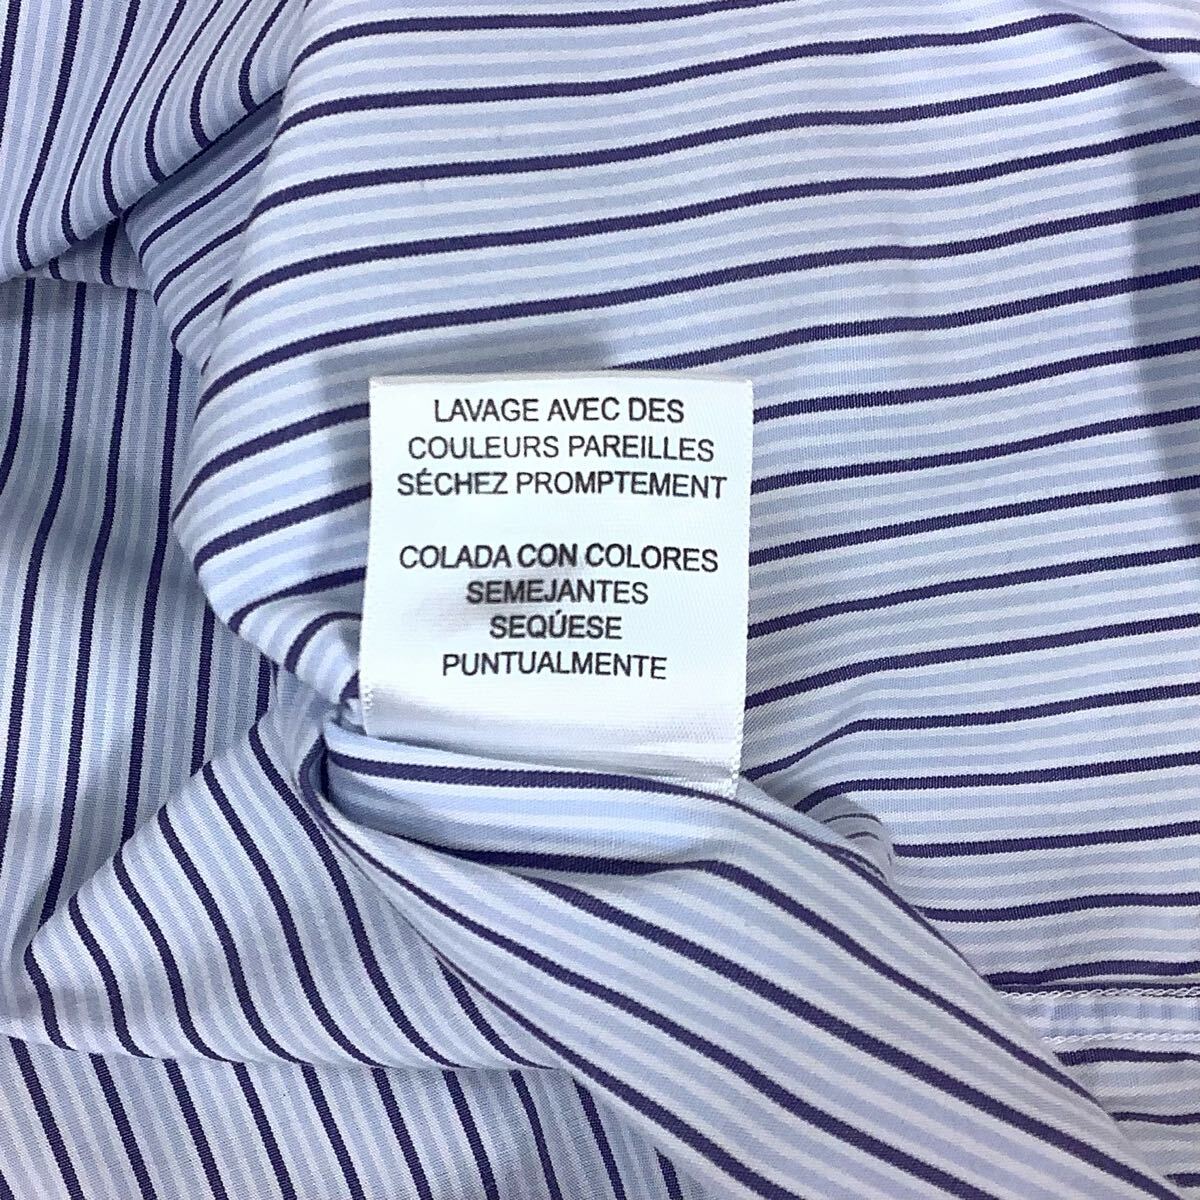 LAVAGE AVEC DES
COULEURS PAREILLES
SÉCHEZ PROMPTEMENT
COLADA CON COLORES
SEMEJANTES
SEQÚESE
PUNTUALMENTE